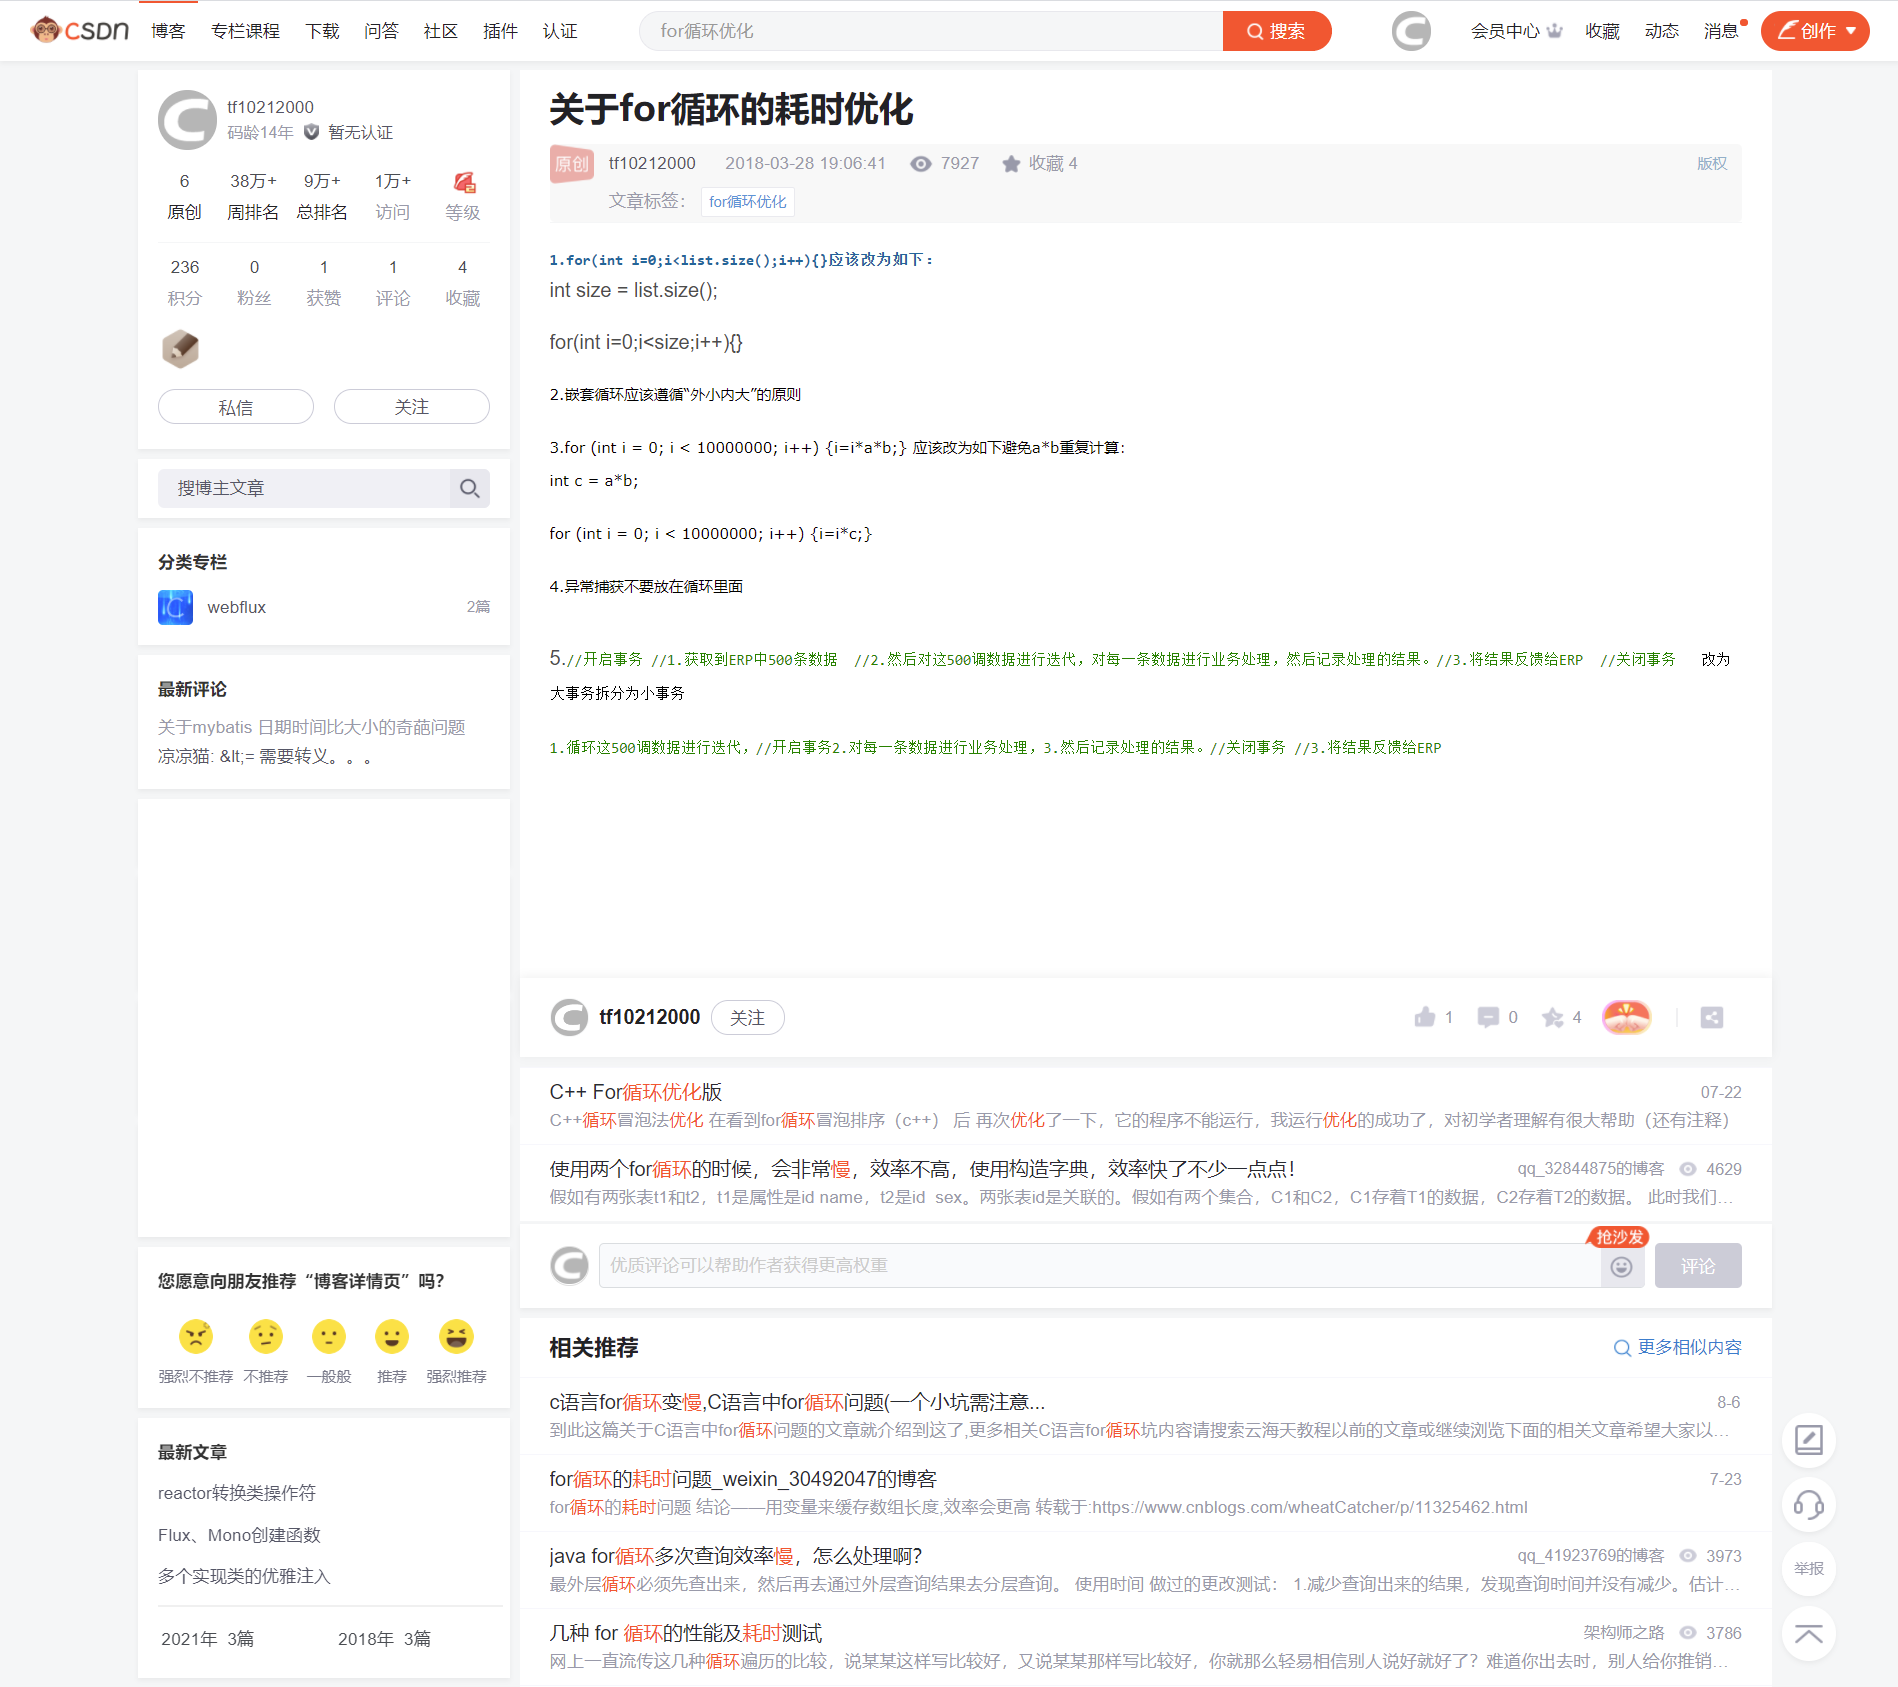 CSDN 博客 专栏课程 下载 问答 社区 插件 认证 for循环优化 搜索 会员中心 收藏 动态 消息 创作
tf10212000
码龄14年 暂无认证
6 38万+ 9万+ 1万+
原创 周排名 总排名 访问 等级
236 0 1 1 4
积分 粉丝 获赞 评论 收藏
私信 关注
搜博主文章
分类专栏
webflux 2篇
最新评论
关于mybatis 日期时间比大小的奇葩问题
凉凉猫: &lt;= 需要转义。。。
您愿意向朋友推荐“博客详情页”吗？
强烈不推荐 不推荐 一般般 推荐 强烈推荐
最新文章
reactor转换类操作符
Flux、Mono创建函数
多个实现类的优雅注入
2021年 3篇 2018年 3篇
关于for循环的耗时优化
原创 tf10212000 2018-03-28 19:06:41 7927 收藏 4 版权
文章标签： for循环优化
1.for(int i=0;i<list.size();i++){}应该改为如下：
int size = list.size();
for(int i=0;i<size;i++){}
2.嵌套循环应该遵循“外小内大”的原则
3.for (int i = 0; i < 10000000; i++) {i=i*a*b;} 应该改为如下避免a*b重复计算：
int c = a*b;
for (int i = 0; i < 10000000; i++) {i=i*c;}
4.异常捕获不要放在循环里面
5.//开启事务 //1.获取到ERP中500条数据 //2.然后对这500调数据进行迭代，对每一条数据进行业务处理，然后记录处理的结果。//3.将结果反馈给ERP //关闭事务 改为
大事务拆分为小事务
1.循环这500调数据进行迭代，//开启事务2.对每一条数据进行业务处理，3.然后记录处理的结果。//关闭事务 //3.将结果反馈给ERP
tf10212000 关注 1 0 4
C++ For循环优化版 07-22
C++循环冒泡法优化 在看到for循环冒泡排序（c++） 后 再次优化了一下，它的程序不能运行，我运行优化的成功了，对初学者理解有很大帮助（还有注释）
使用两个for循环的时候，会非常慢，效率不高，使用构造字典，效率快了不少一点点！ qq_32844875的博客 4629
假如有两张表t1和t2，t1是属性是id name，t2是id sex。两张表id是关联的。假如有两个集合，C1和C2，C1存着T1的数据，C2存着T2的数据。 此时我们...
抢沙发
优质评论可以帮助作者获得更高权重 评论
相关推荐 更多相似内容
c语言for循环变慢,C语言中for循环问题(一个小坑需注意... 8-6
到此这篇关于C语言中for循环问题的文章就介绍到这了,更多相关C语言for循环坑内容请搜索云海天教程以前的文章或继续浏览下面的相关文章希望大家以...
for循环的耗时问题_weixin_30492047的博客 7-23
for循环的耗时问题 结论——用变量来缓存数组长度,效率会更高 转载于:https://www.cnblogs.com/wheatCatcher/p/11325462.html
java for循环多次查询效率慢，怎么处理啊？ qq_41923769的博客 3973
最外层循环必须先查出来，然后再去通过外层查询结果去分层查询。 使用时间 做过的更改测试： 1.减少查询出来的结果，发现查询时间并没有减少。估计...
几种 for 循环的性能及耗时测试 架构师之路 3786
网上一直流传这几种循环遍历的比较，说某某这样写比较好，又说某某那样写比较好，你就那么轻易相信别人说好就好了？难道你出去时，别人给你推销...
举报